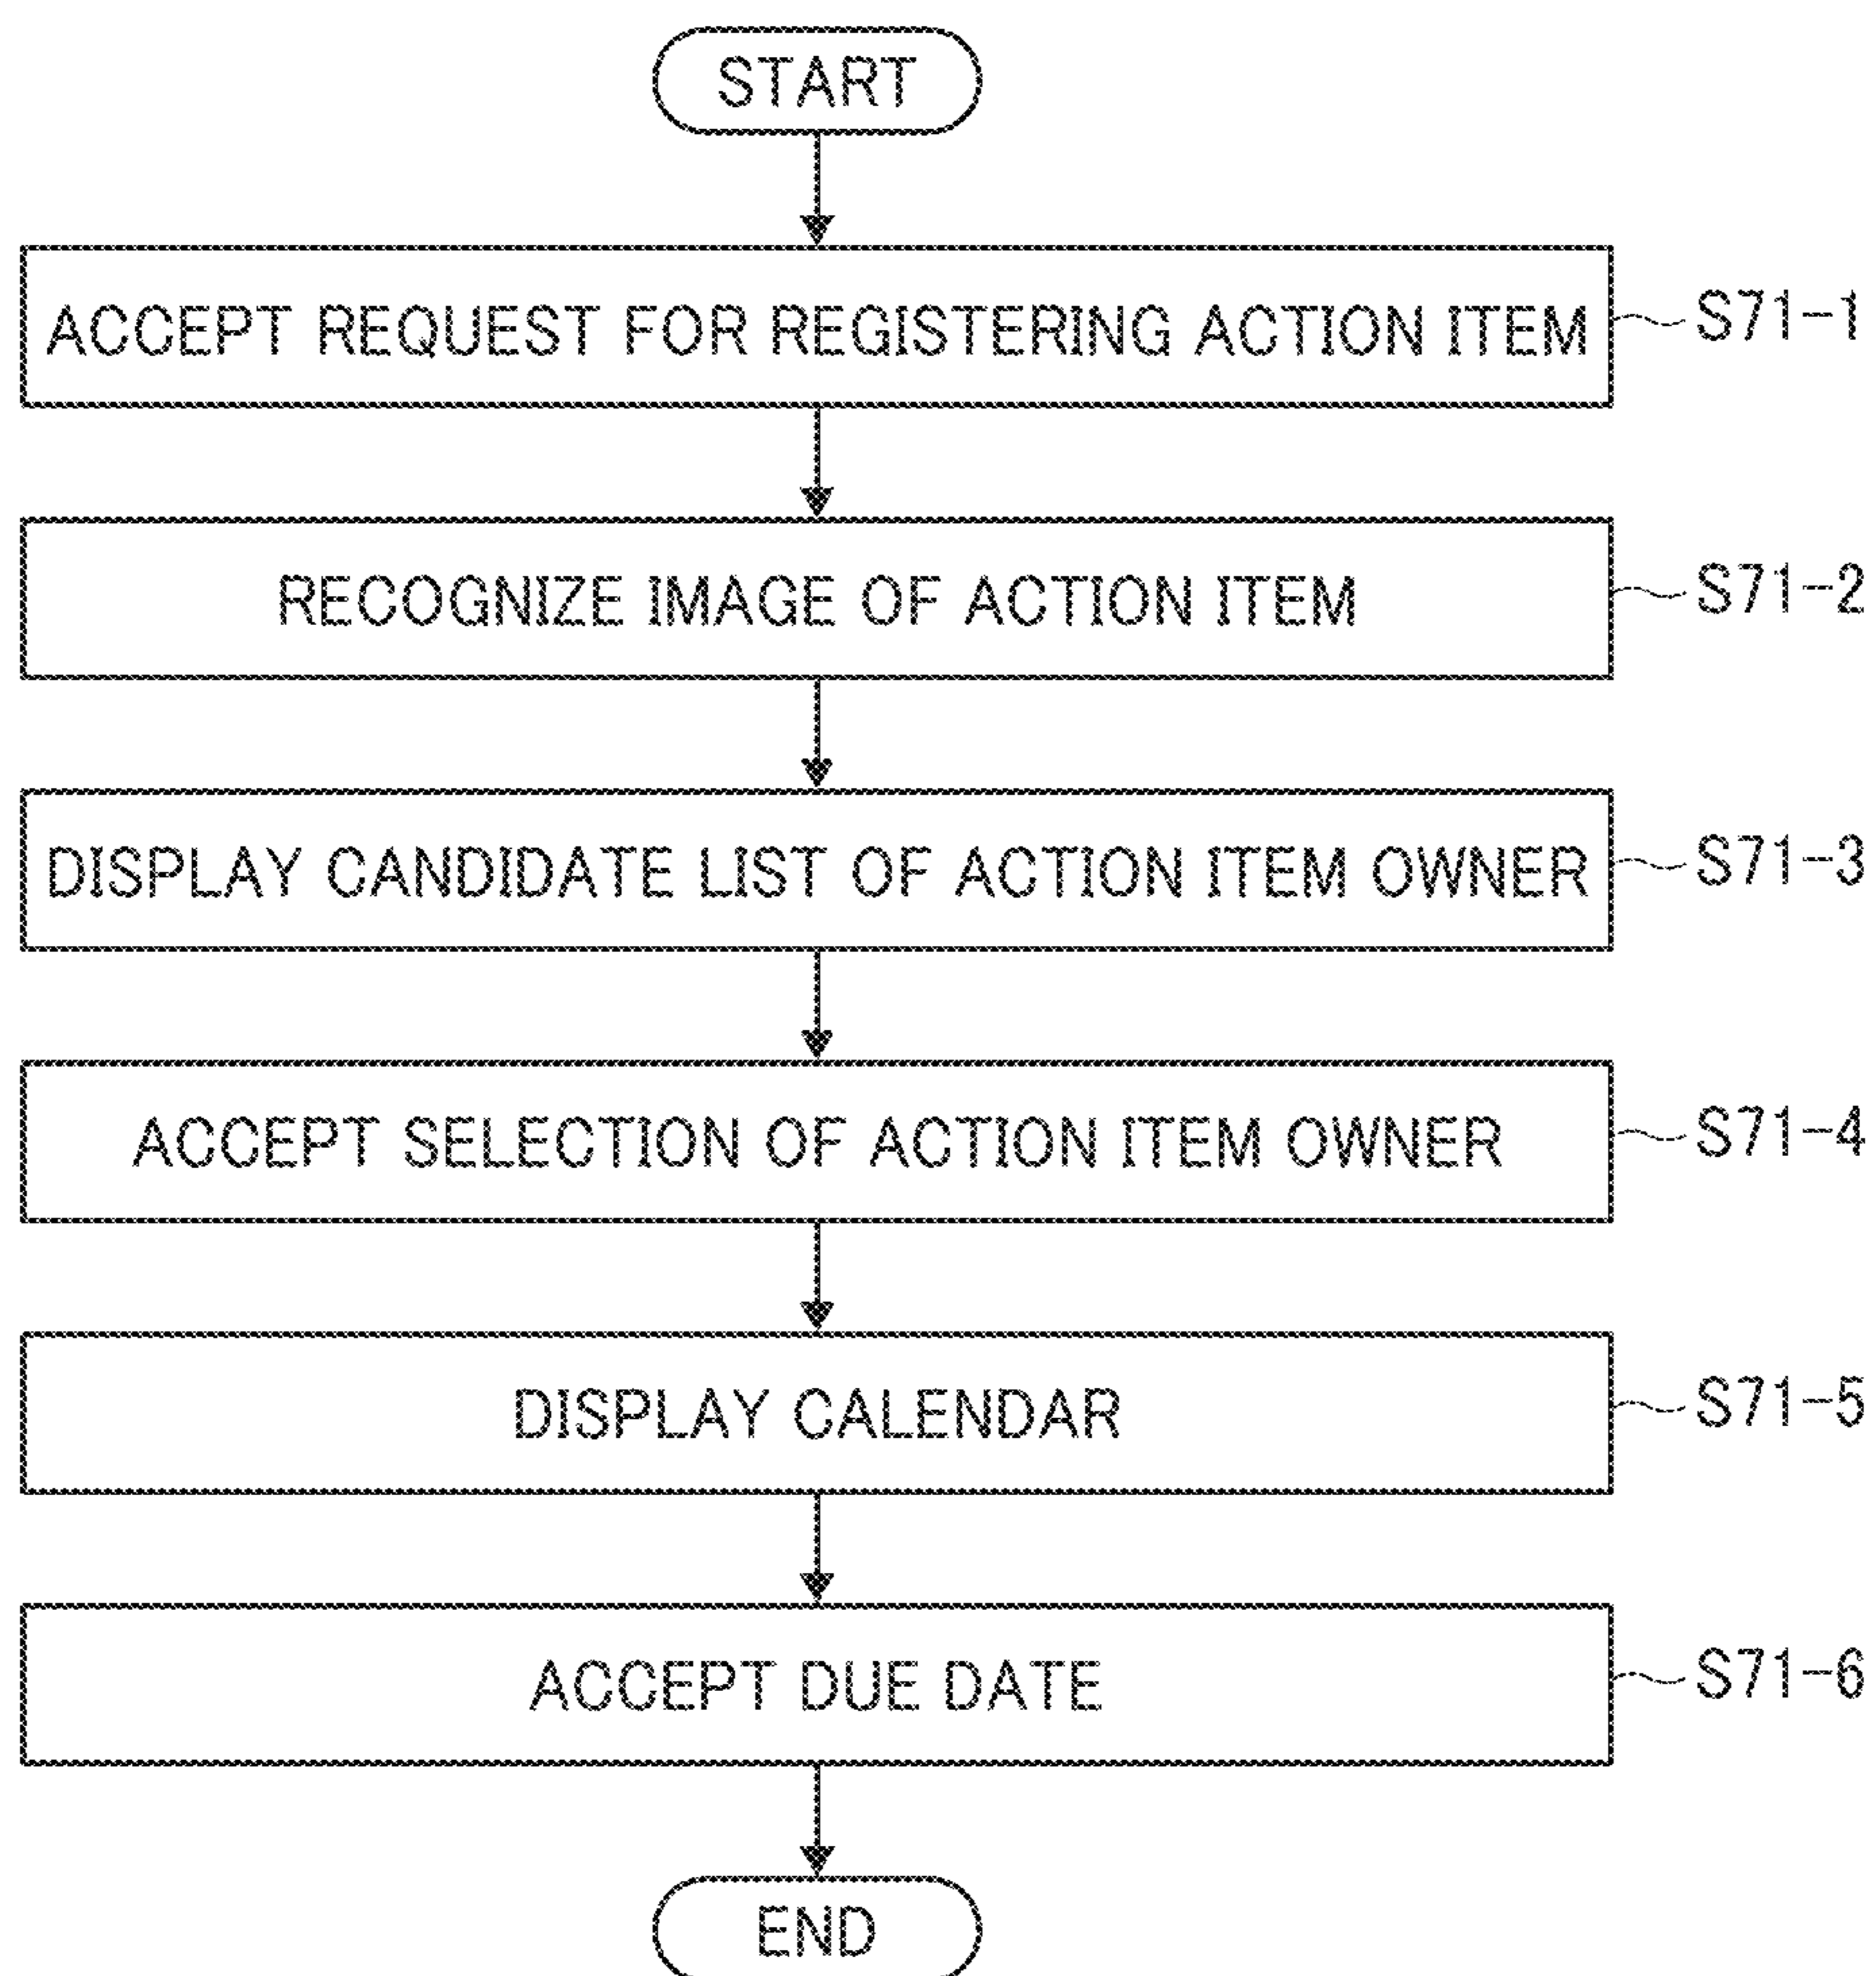 START
ACCEPT REQUEST FOR REGISTERING ACTION ITEM S71-1
RECOGNIZE IMAGE OF ACTION ITEM S71-2
DISPLAY CANDIDATE LIST OF ACTION ITEM OWNER S71-3
ACCEPT SELECTION OF ACTION ITEM OWNER S71-4
DISPLAY CALENDAR S71-5
ACCEPT DUE DATE S71-6
END